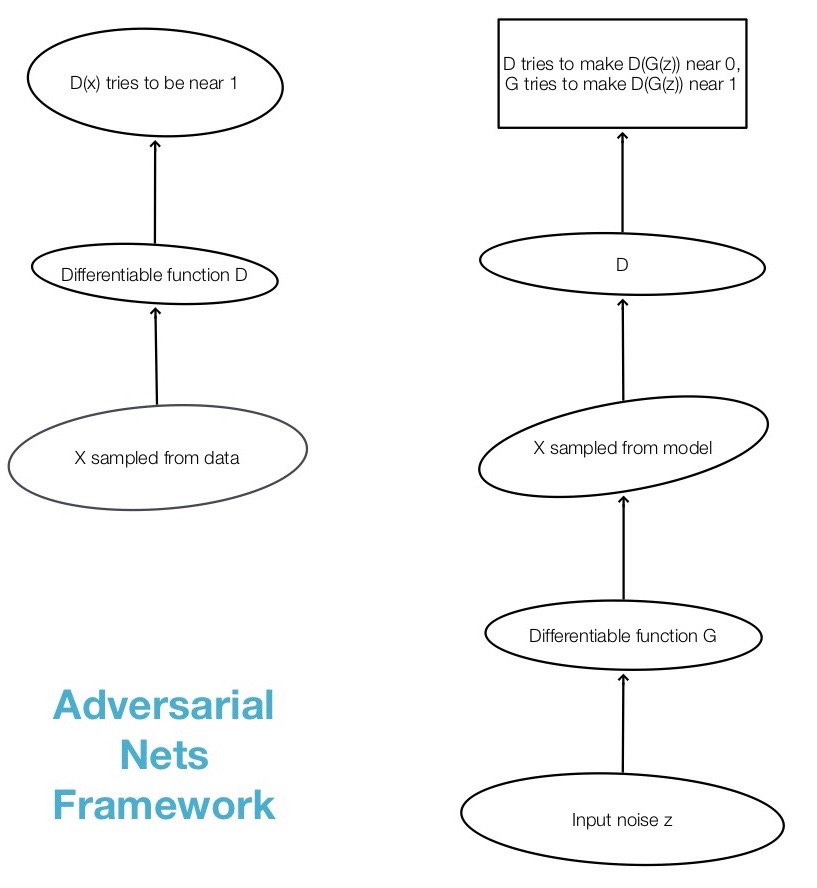 D(x) tries to be near 1
Differentiable function D
X sampled from data
D tries to make D(G(z)) near 0,
G tries to make D(G(z)) near 1
D
X sampled from model
Differentiable function G
Input noise z
Adversarial
Nets
Framework